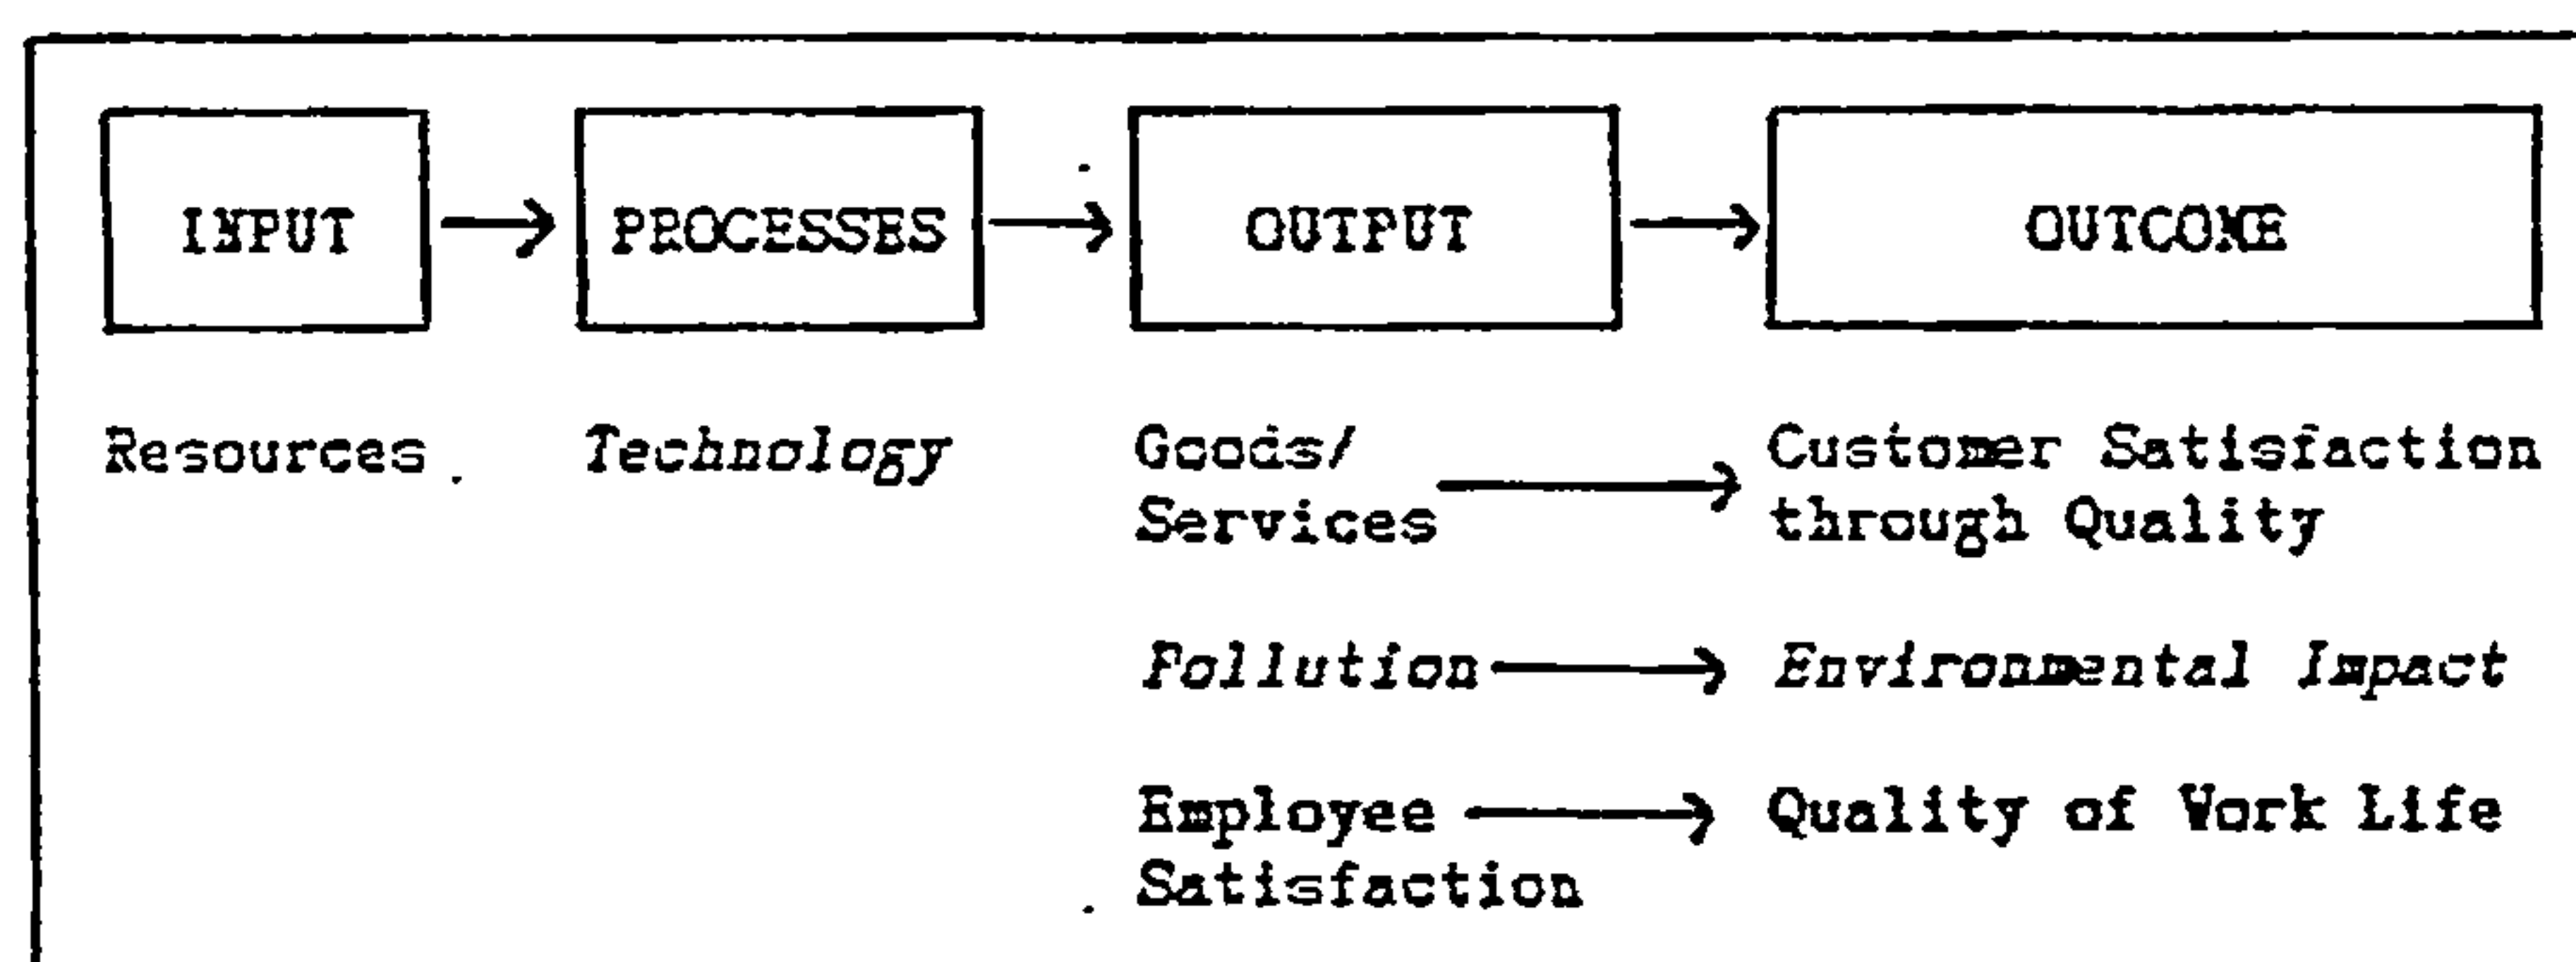 INPUT → PROCESSES → OUTPUT → OUTCOME
Resources
Technology
Goods/
Services → Customer Satisfaction
through Quality
Pollution → Environmental Impact
Employee
Satisfaction → Quality of Work Life